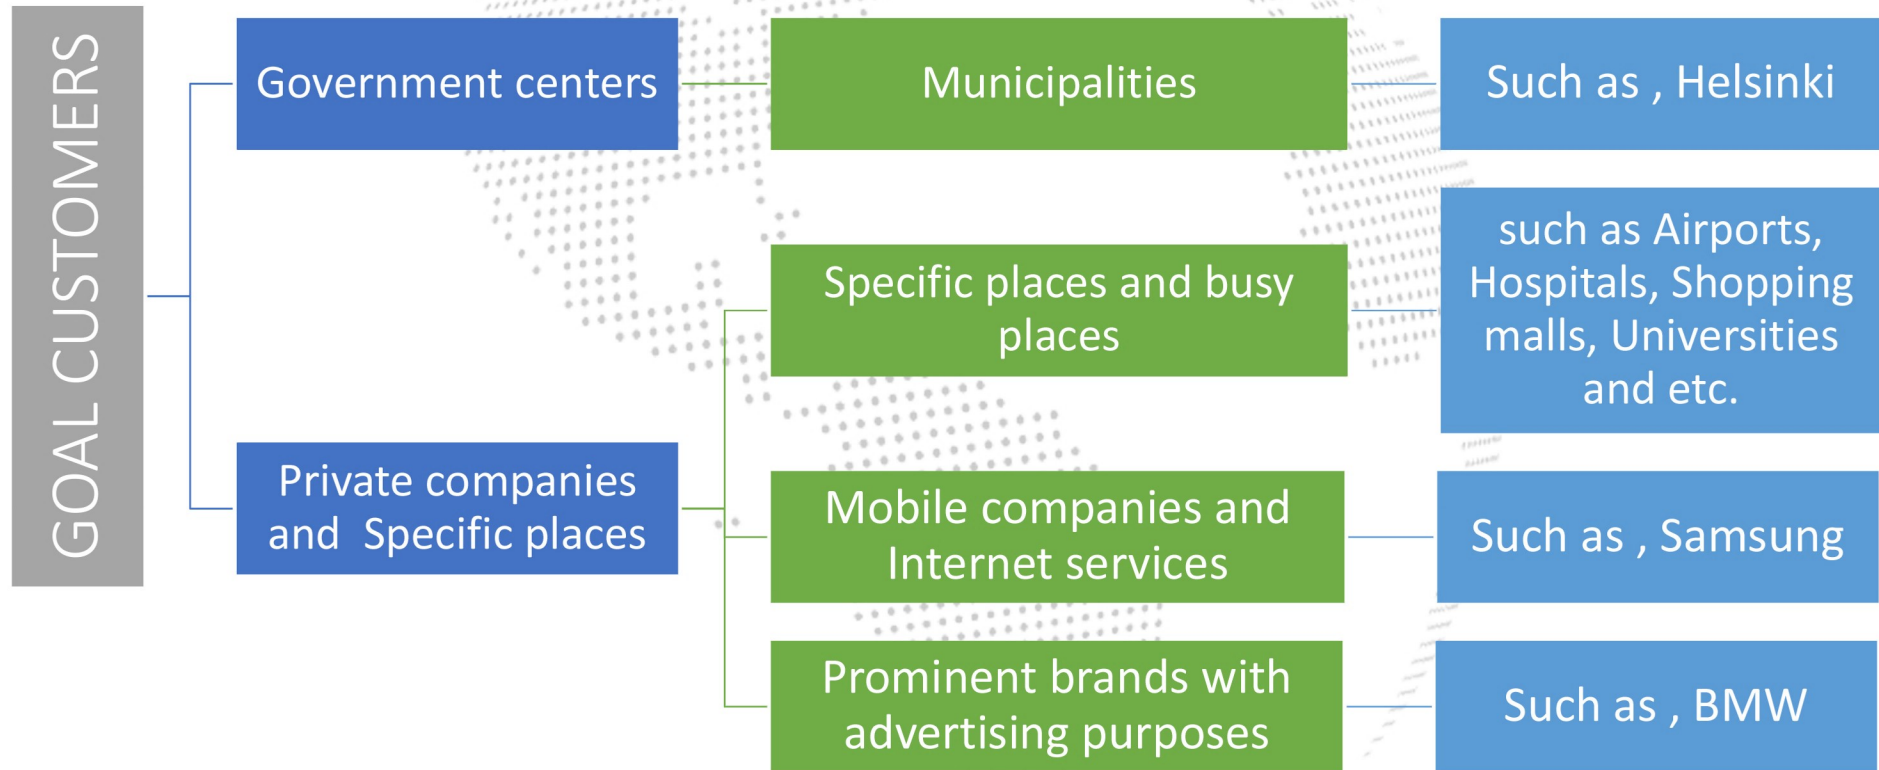 GOAL CUSTOMERS
Government centers
Municipalities
Such as , Helsinki
Private companies
and  Specific places
Specific places and busy
places
such as Airports,
Hospitals, Shopping
malls, Universities
and etc.
Mobile companies and
Internet services
Such as , Samsung
Prominent brands with
advertising purposes
Such as , BMW